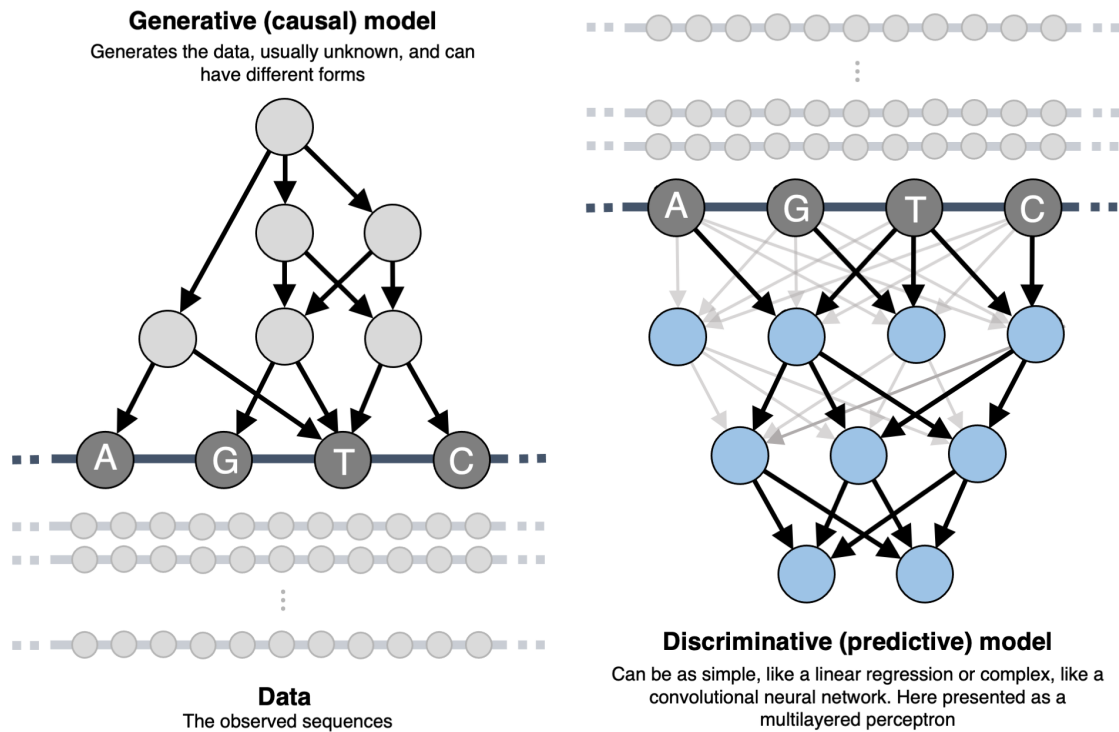 Generative (causal) model
Generates the data, usually unknown, and can
have different forms
A
G
T
C
Data
The observed sequences
A
G
T
C
Discriminative (predictive) model
Can be as simple, like a linear regression or complex, like a
convolutional neural network. Here presented as a
multilayered perceptron